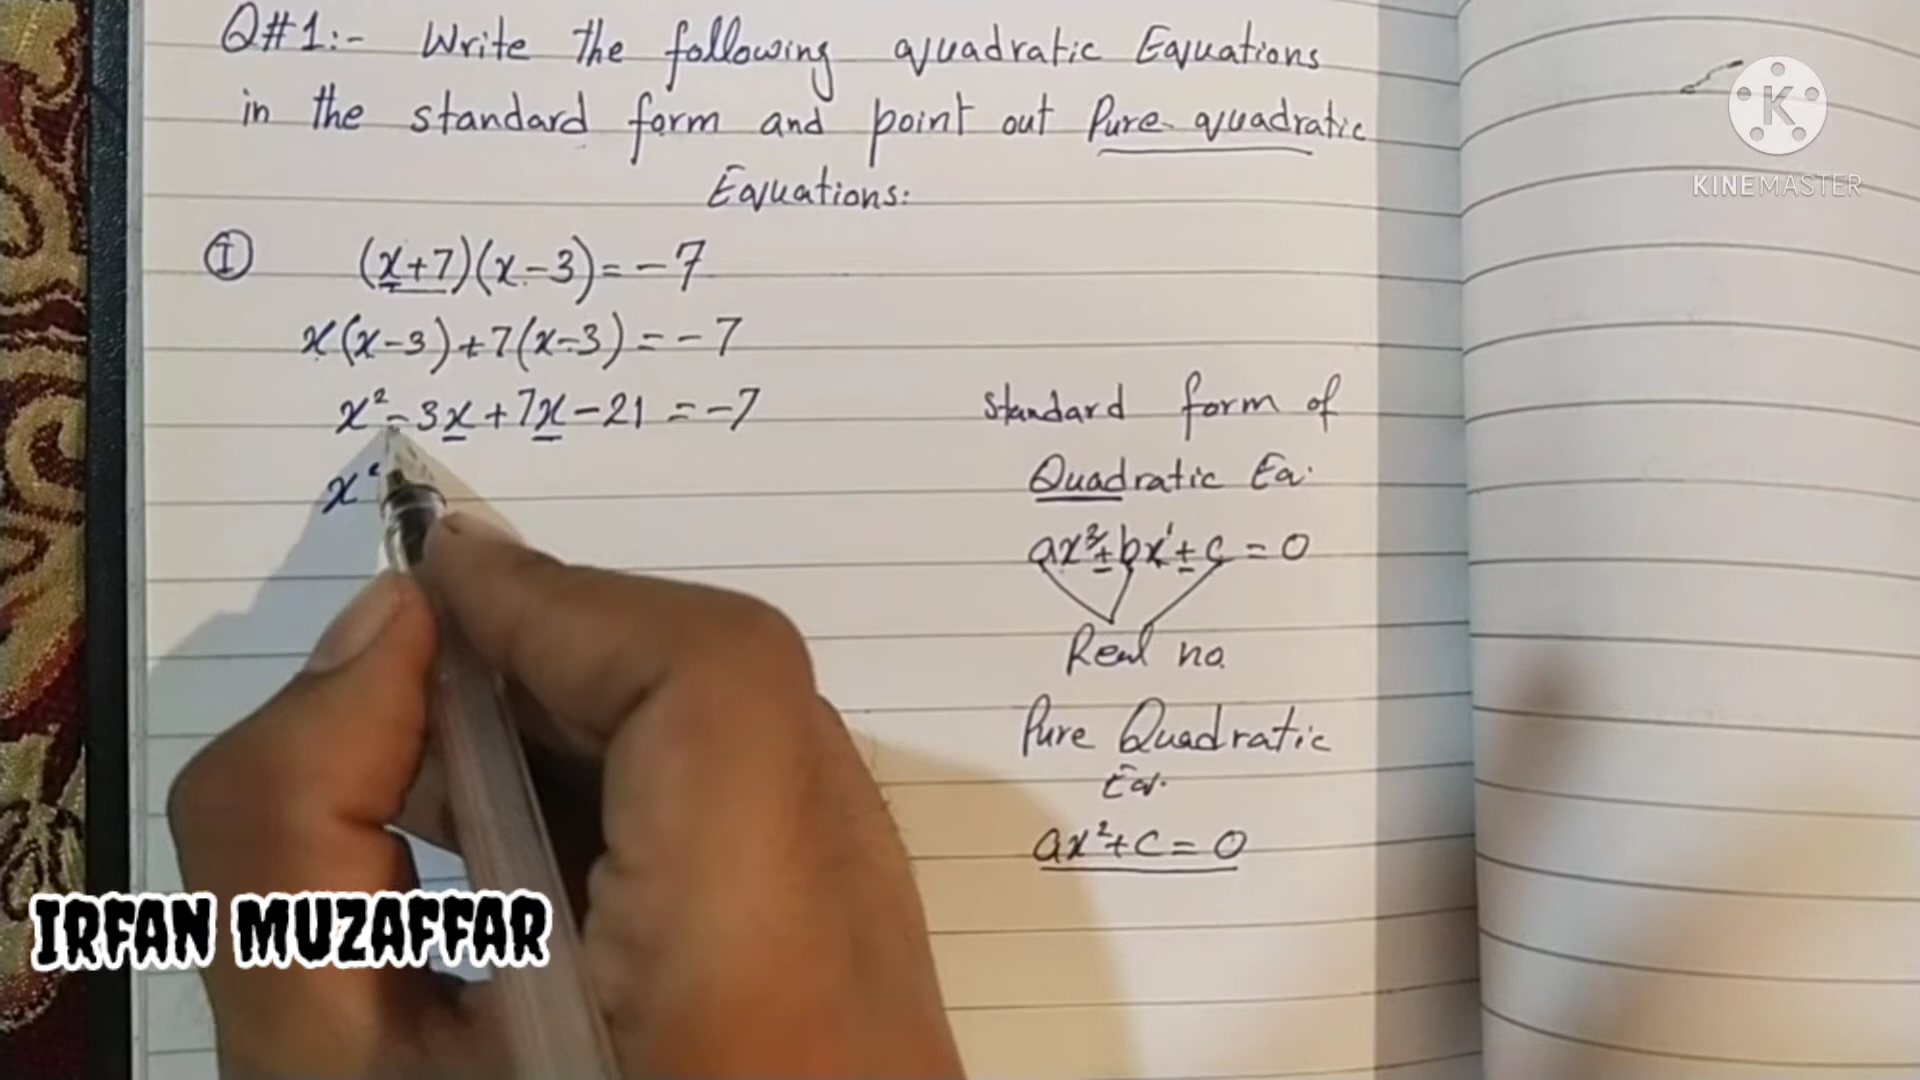 Q#1:- Write the following quadratic Equations
in the standard form and point out Pure quadratic
Equations:
I (x+7)(x-3)=-7
x(x-3)+7(x-3)=-7
x²-3x+7x-21=-7
x²
Standard form of
Quadratic Eq.
ax²+bx¹+c=0
Real no.
Pure Quadratic
Eq.
ax²+c=0
KINEMASTER
IRFAN MUZAFFAR